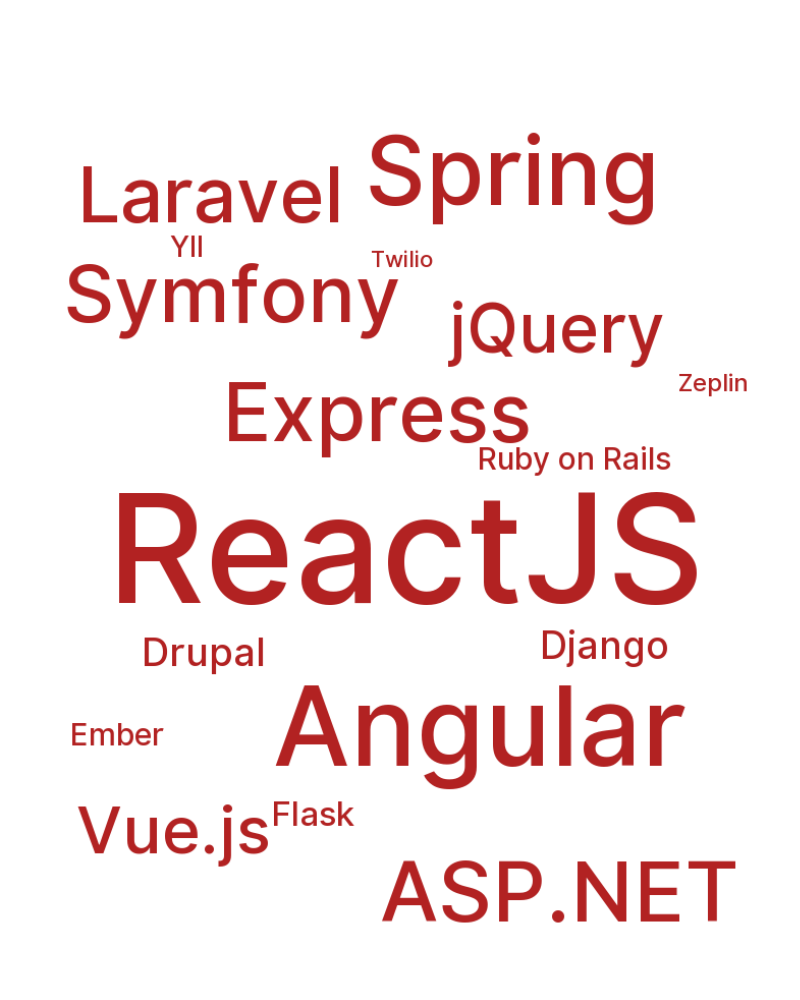 Spring
Laravel
YII
Twilio
Symfony
jQuery
Zeplin
Express
Ruby on Rails
ReactJS
Drupal
Django
Angular
Ember
Flask
Vue.js
ASP.NET